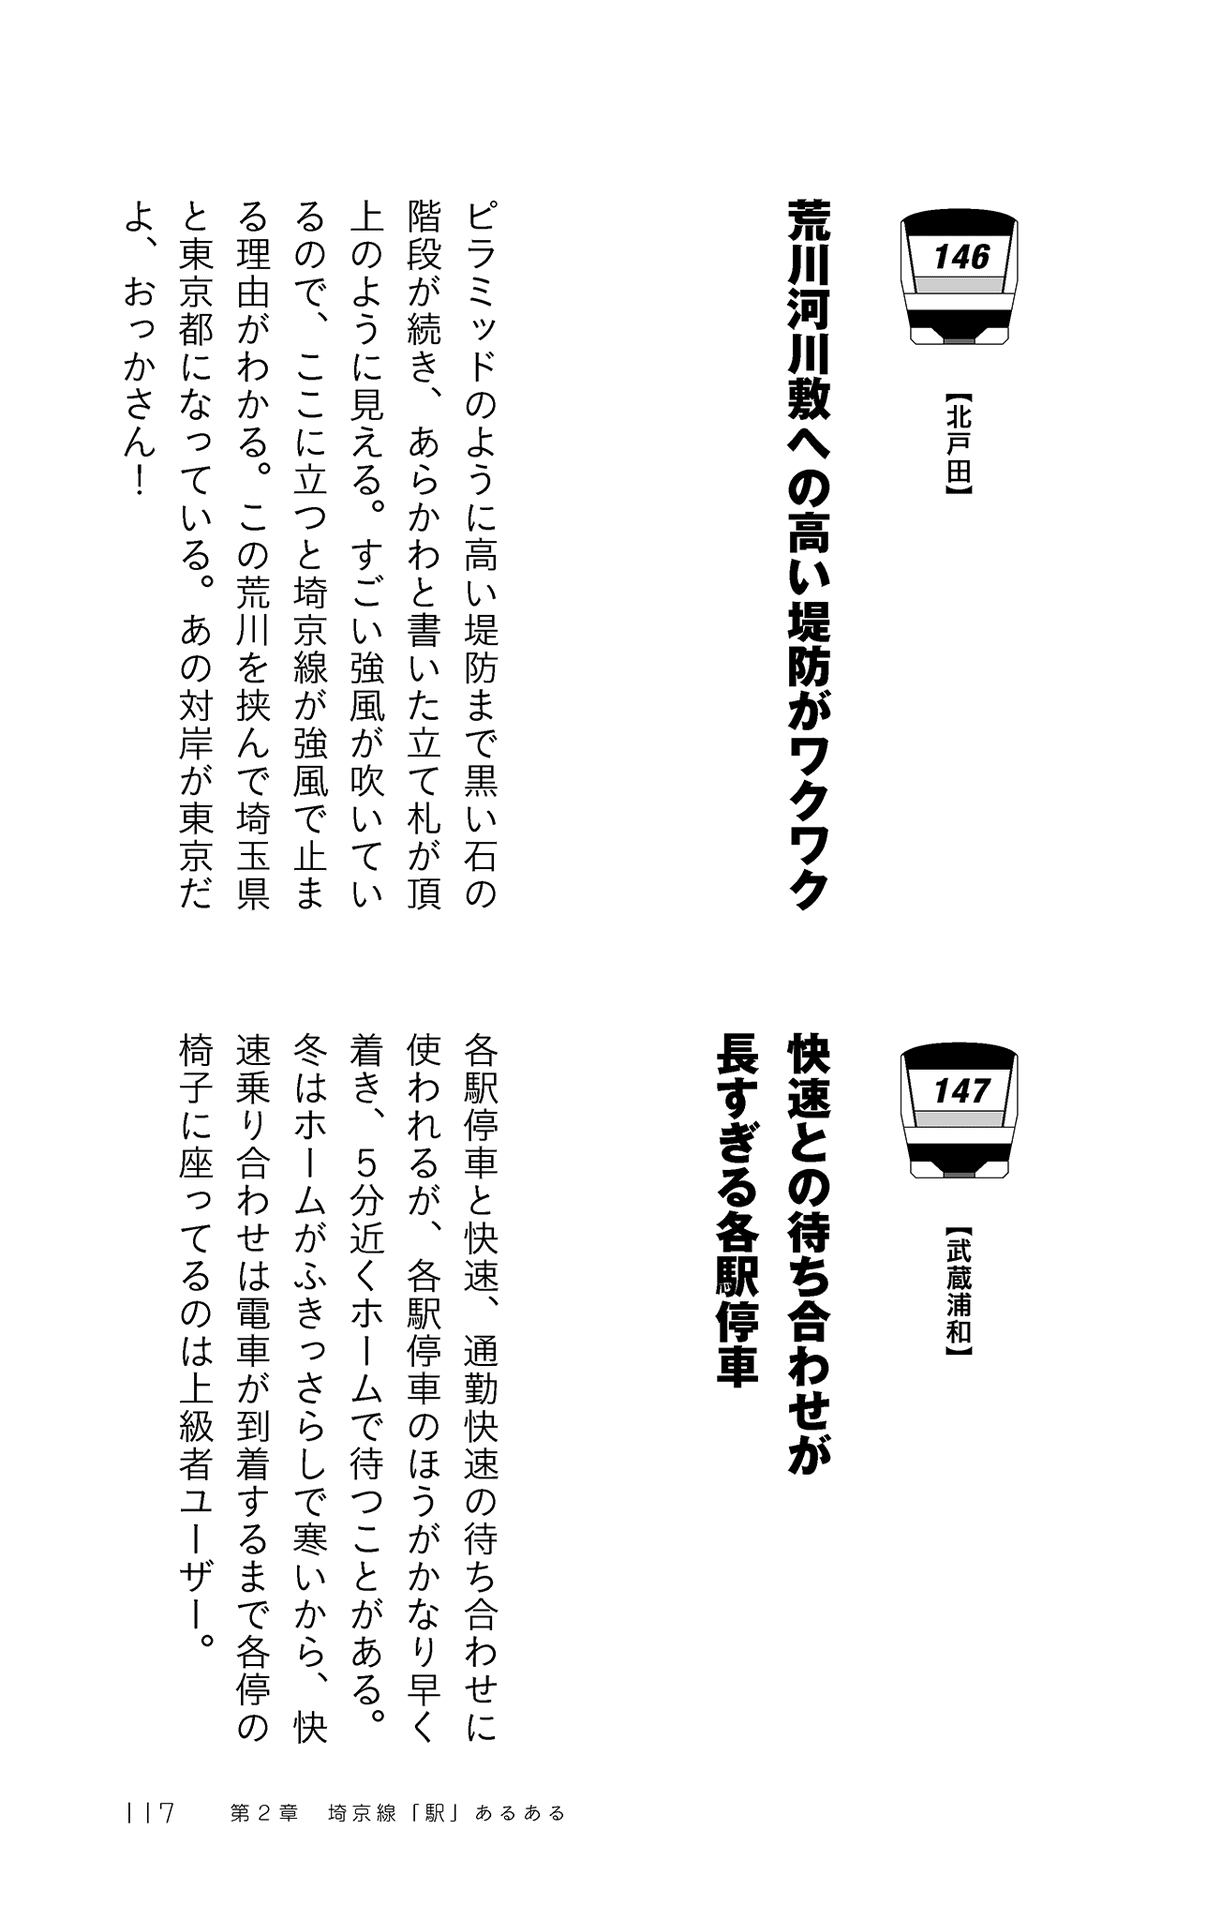 146
【北戸田】
荒川河川敷への高い堤防がワクワク
ピラミッドのように高い堤防まで黒い石の
階段が続き、あらかわと書いた立て札が頂
上のように見える。すごい強風が吹いてい
るので、ここに立つと埼京線が強風で止ま
る理由がわかる。この荒川を挟んで埼玉県
と東京都になっている。あの対岸が東京だ
よ、おっかさん！
147
【武蔵浦和】
快速との待ち合わせが
長すぎる各駅停車
各駅停車と快速、通勤快速の待ち合わせに
使われるが、各駅停車のほうがかなり早く
着き、5分近くホームで待つことがある。
冬はホームがふきっさらしで寒いから、快
速乗り合わせは電車が到着するまで各停の
椅子に座ってるのは上級者ユーザー。
117 第2章 埼京線「駅」あるある